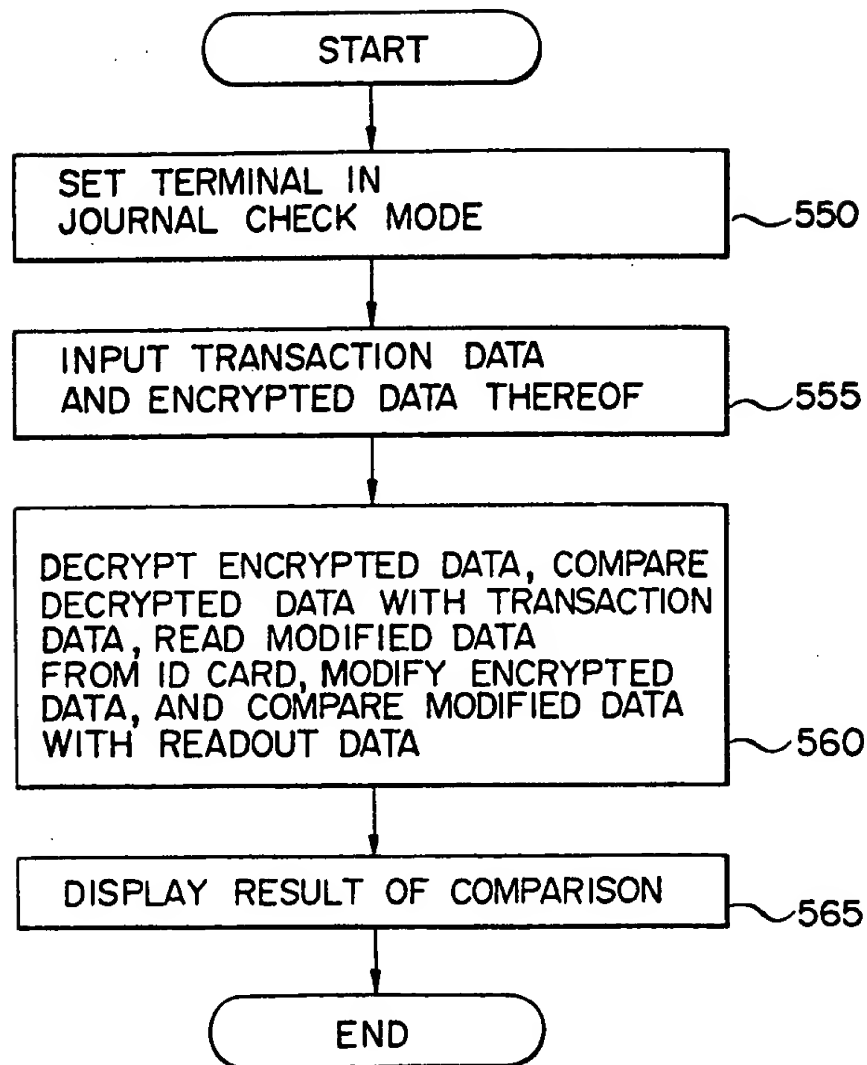 START
SET TERMINAL IN
JOURNAL CHECK MODE
550
INPUT TRANSACTION DATA
AND ENCRYPTED DATA THEREOF
555
DECRYPT ENCRYPTED DATA, COMPARE
DECRYPTED DATA WITH TRANSACTION
DATA, READ MODIFIED DATA
FROM ID CARD, MODIFY ENCRYPTED
DATA, AND COMPARE MODIFIED DATA
WITH READOUT DATA
560
DISPLAY RESULT OF COMPARISON
565
END